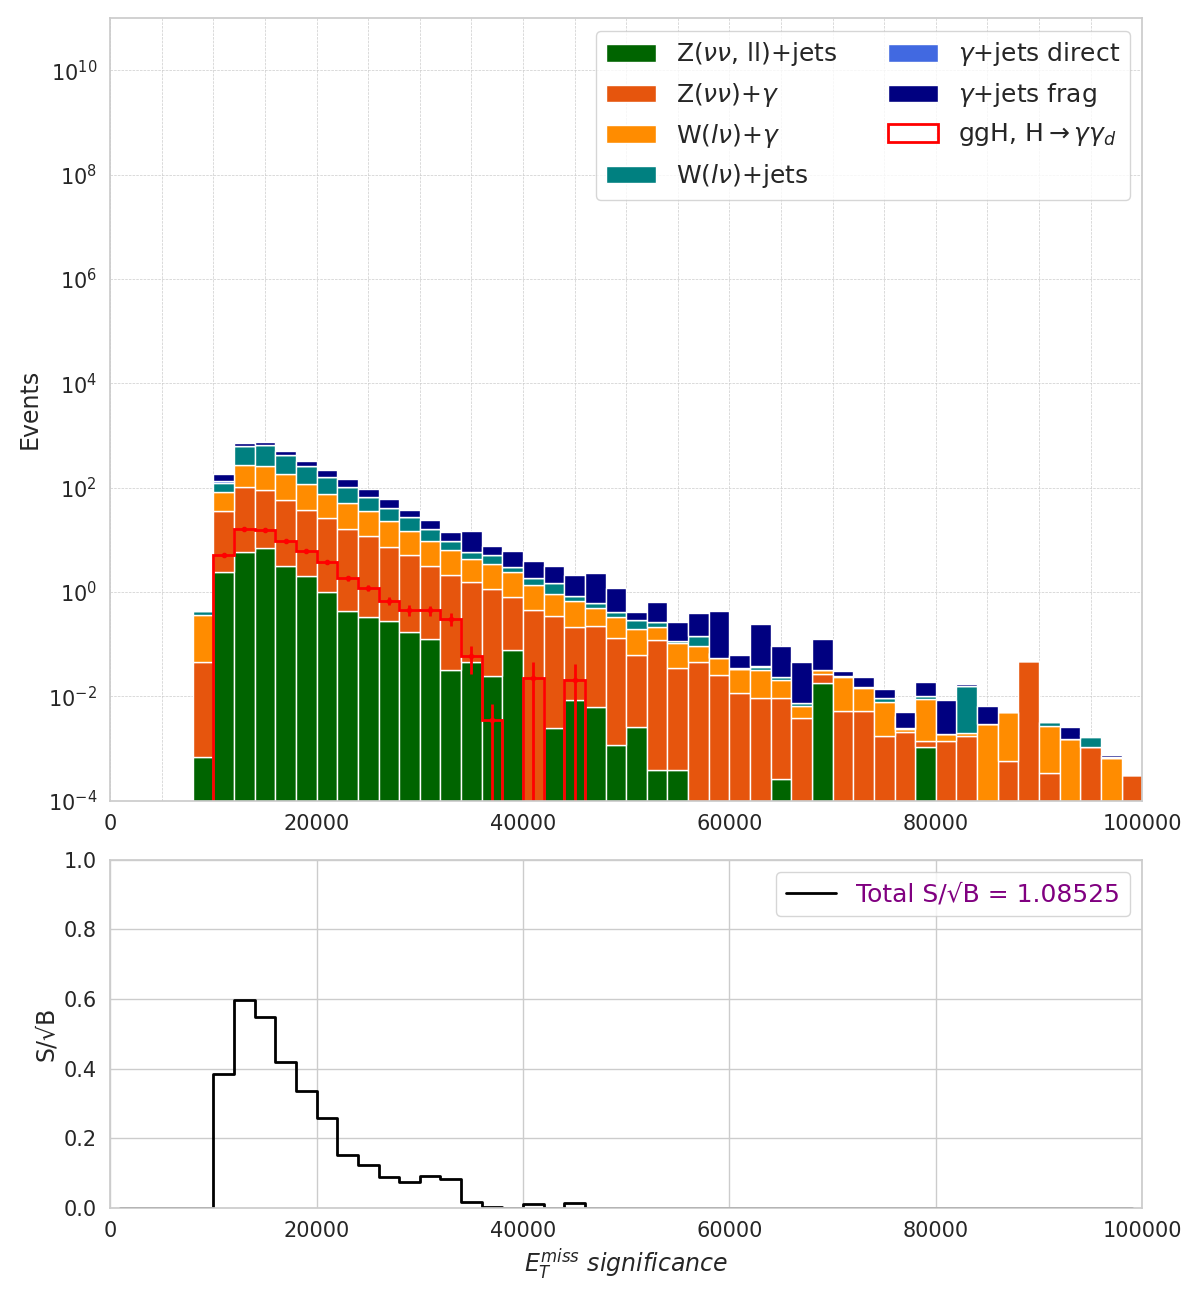 Z(νν, ll)+jets
Z(νν)+γ
W(lν)+γ
W(lν)+jets
γ+jets direct
γ+jets frag
ggH, H→γγ_d
Events
10^10
10^8
10^6
10^4
10^2
10^0
10^−2
10^−4
0 20000 40000 60000 80000 100000
Total S/√B = 1.08525
S/√B
1.0
0.8
0.6
0.4
0.2
0.0
0 20000 40000 60000 80000 100000
E_T^miss significance